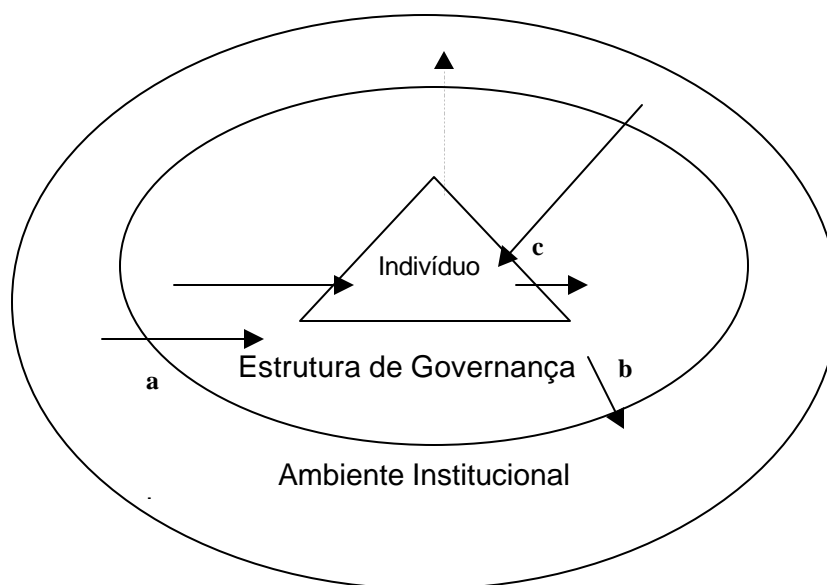 c
Indivíduo
Estrutura de Governança
b
a
Ambiente Institucional